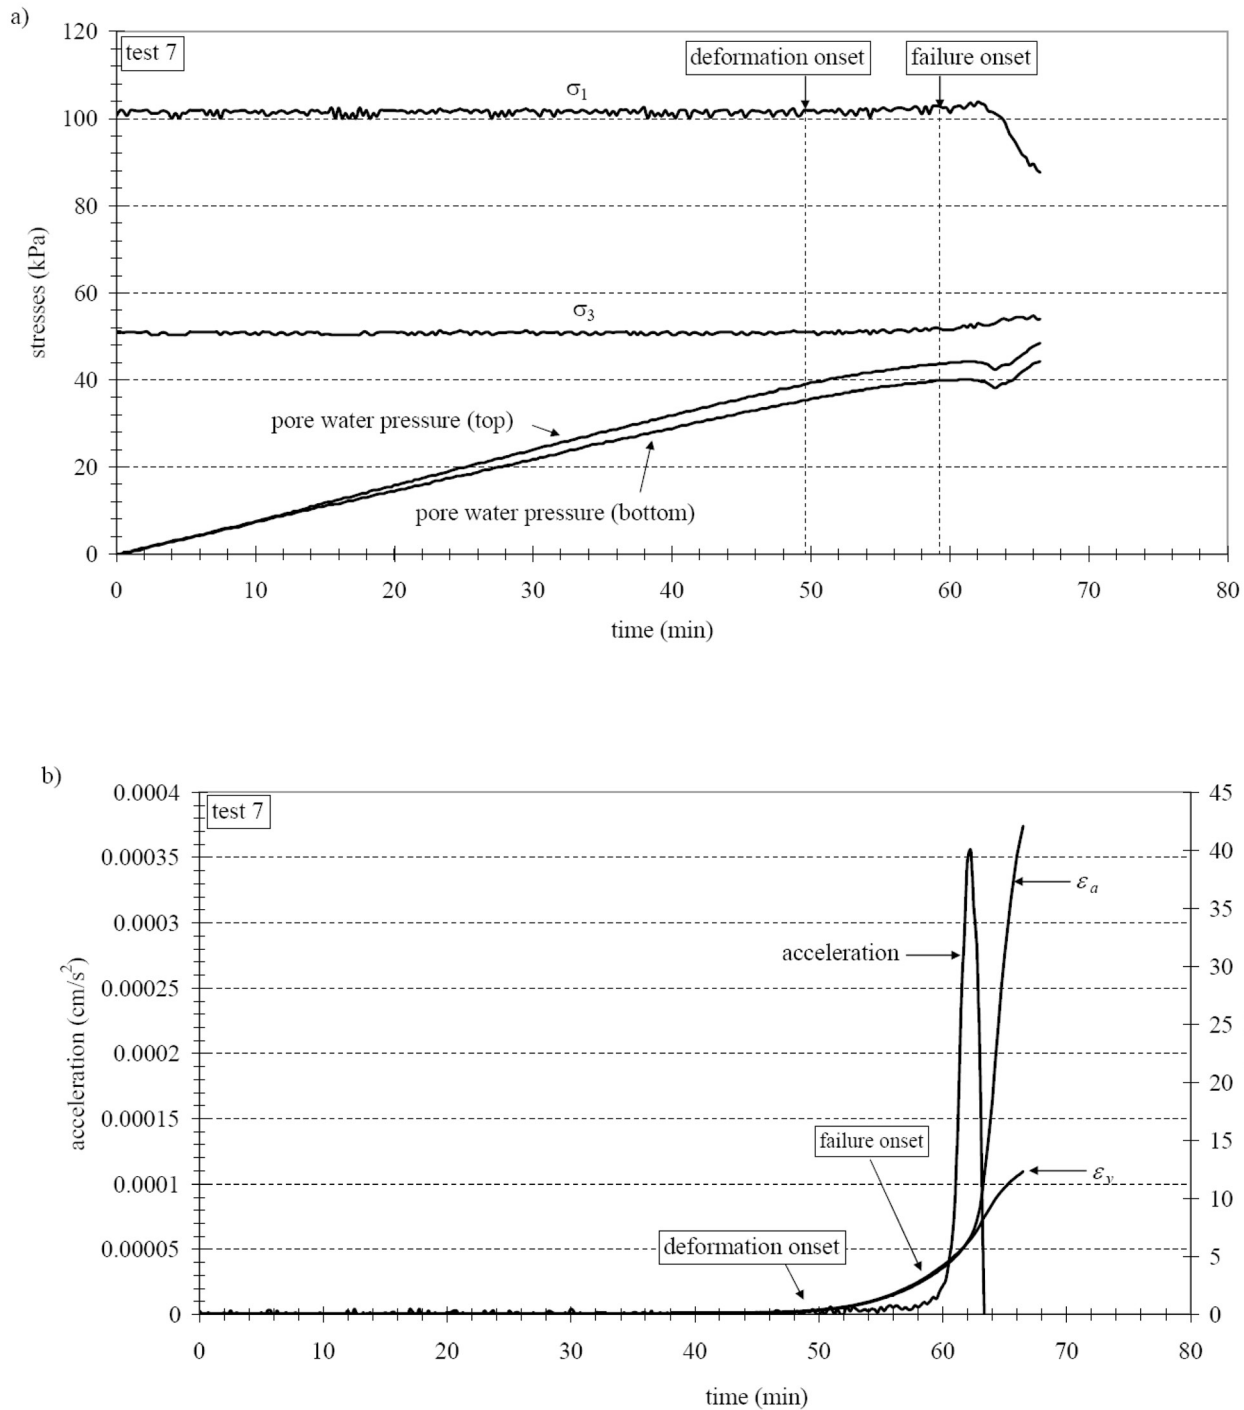 a)
120
test 7
deformation onset
failure onset
σ1
100
80
stresses (kPa)
60
σ3
40
pore water pressure (top)
20
pore water pressure (bottom)
0
0 10 20 30 40 50 60 70 80
time (min)
b)
0.0004 45
test 7
0.00035 40
εa
35
0.0003
acceleration
30
0.00025
acceleration (cm/s²)
25
0.0002
20
0.00015
15
failure onset
0.0001
εv
10
deformation onset
0.00005 5
0 0
0 10 20 30 40 50 60 70 80
time (min)